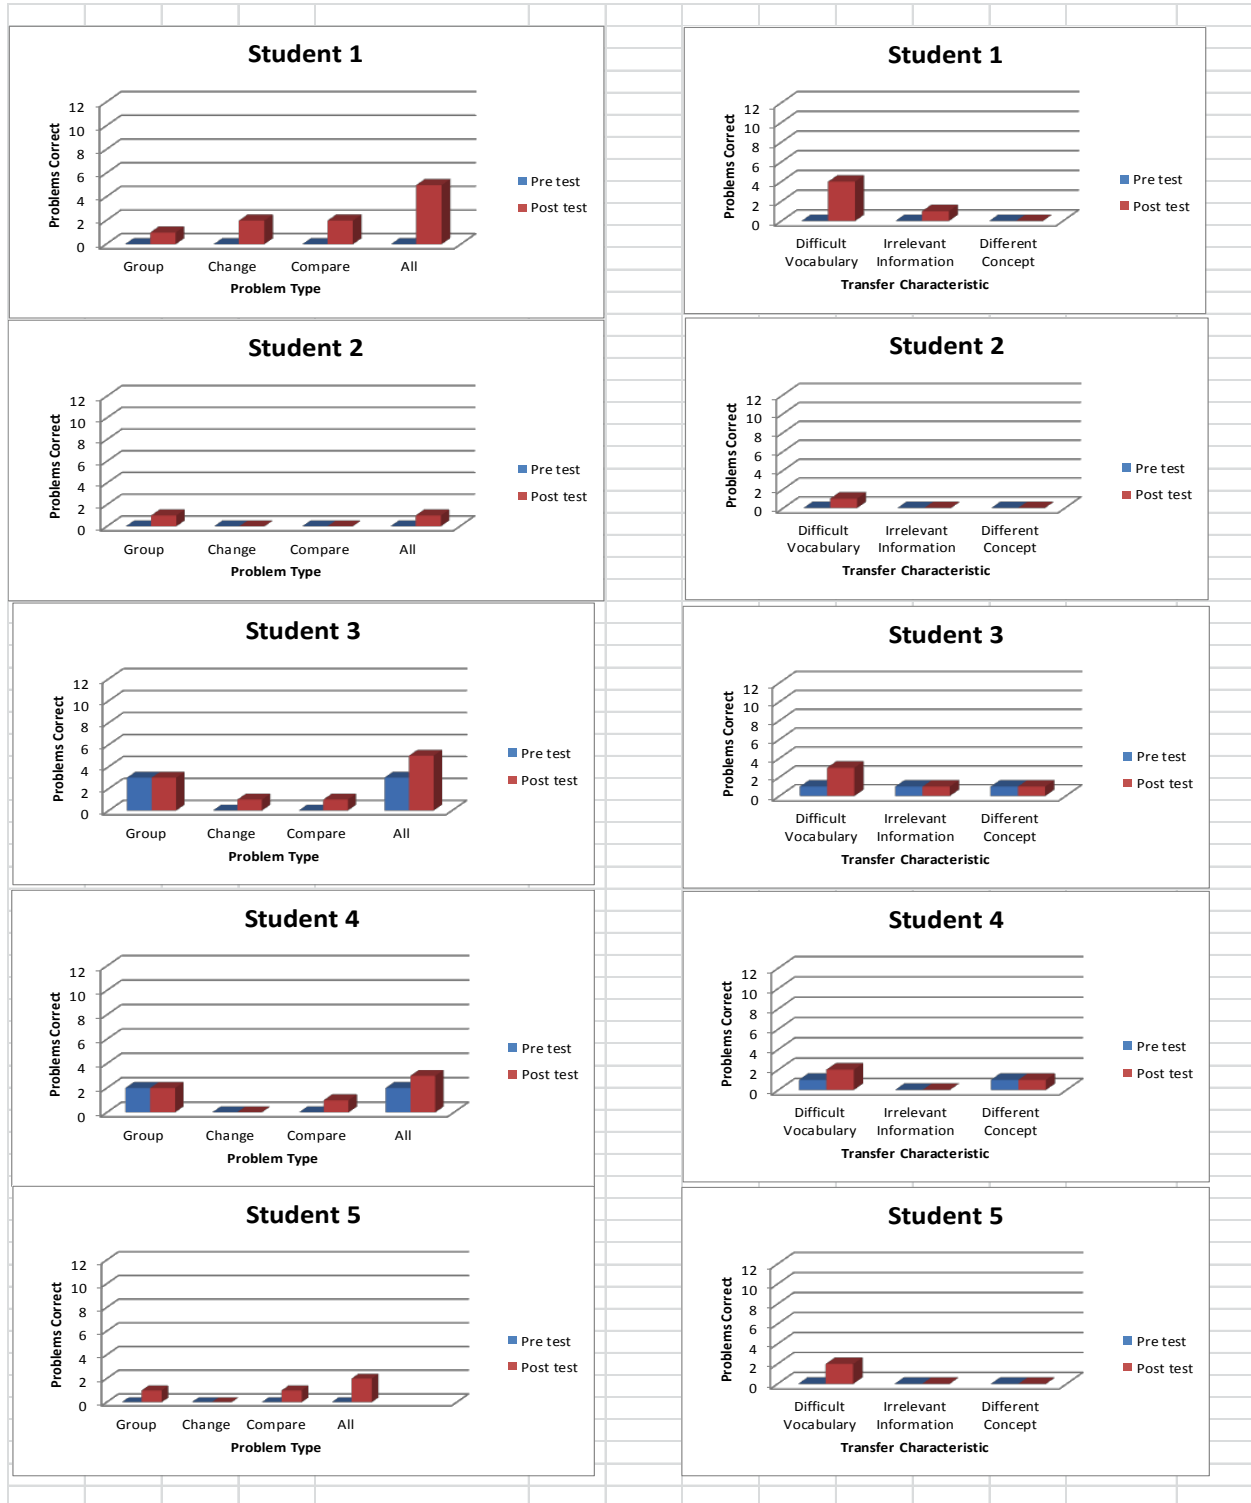 Student 1
12
10
8
6
4
2
0
Problems Correct
Group Change Compare All
Problem Type
Pre test
Post test
Student 1
12
10
8
6
4
2
0
Problems Correct
Difficult Irrelevant Different
Vocabulary Information Concept
Transfer Characteristic
Pre test
Post test
Student 2
12
10
8
6
4
2
0
Problems Correct
Group Change Compare All
Problem Type
Pre test
Post test
Student 2
12
10
8
6
4
2
0
Problems Correct
Difficult Irrelevant Different
Vocabulary Information Concept
Transfer Characteristic
Pre test
Post test
Student 3
12
10
8
6
4
2
0
Problems Correct
Group Change Compare All
Problem Type
Pre test
Post test
Student 3
12
10
8
6
4
2
0
Problems Correct
Difficult Irrelevant Different
Vocabulary Information Concept
Transfer Characteristic
Pre test
Post test
Student 4
12
10
8
6
4
2
0
Problems Correct
Group Change Compare All
Problem Type
Pre test
Post test
Student 4
12
10
8
6
4
2
0
Problems Correct
Difficult Irrelevant Different
Vocabulary Information Concept
Transfer Characteristic
Pre test
Post test
Student 5
12
10
8
6
4
2
0
Problems Correct
Group Change Compare All
Problem Type
Pre test
Post test
Student 5
12
10
8
6
4
2
0
Problems Correct
Difficult Irrelevant Different
Vocabulary Information Concept
Transfer Characteristic
Pre test
Post test